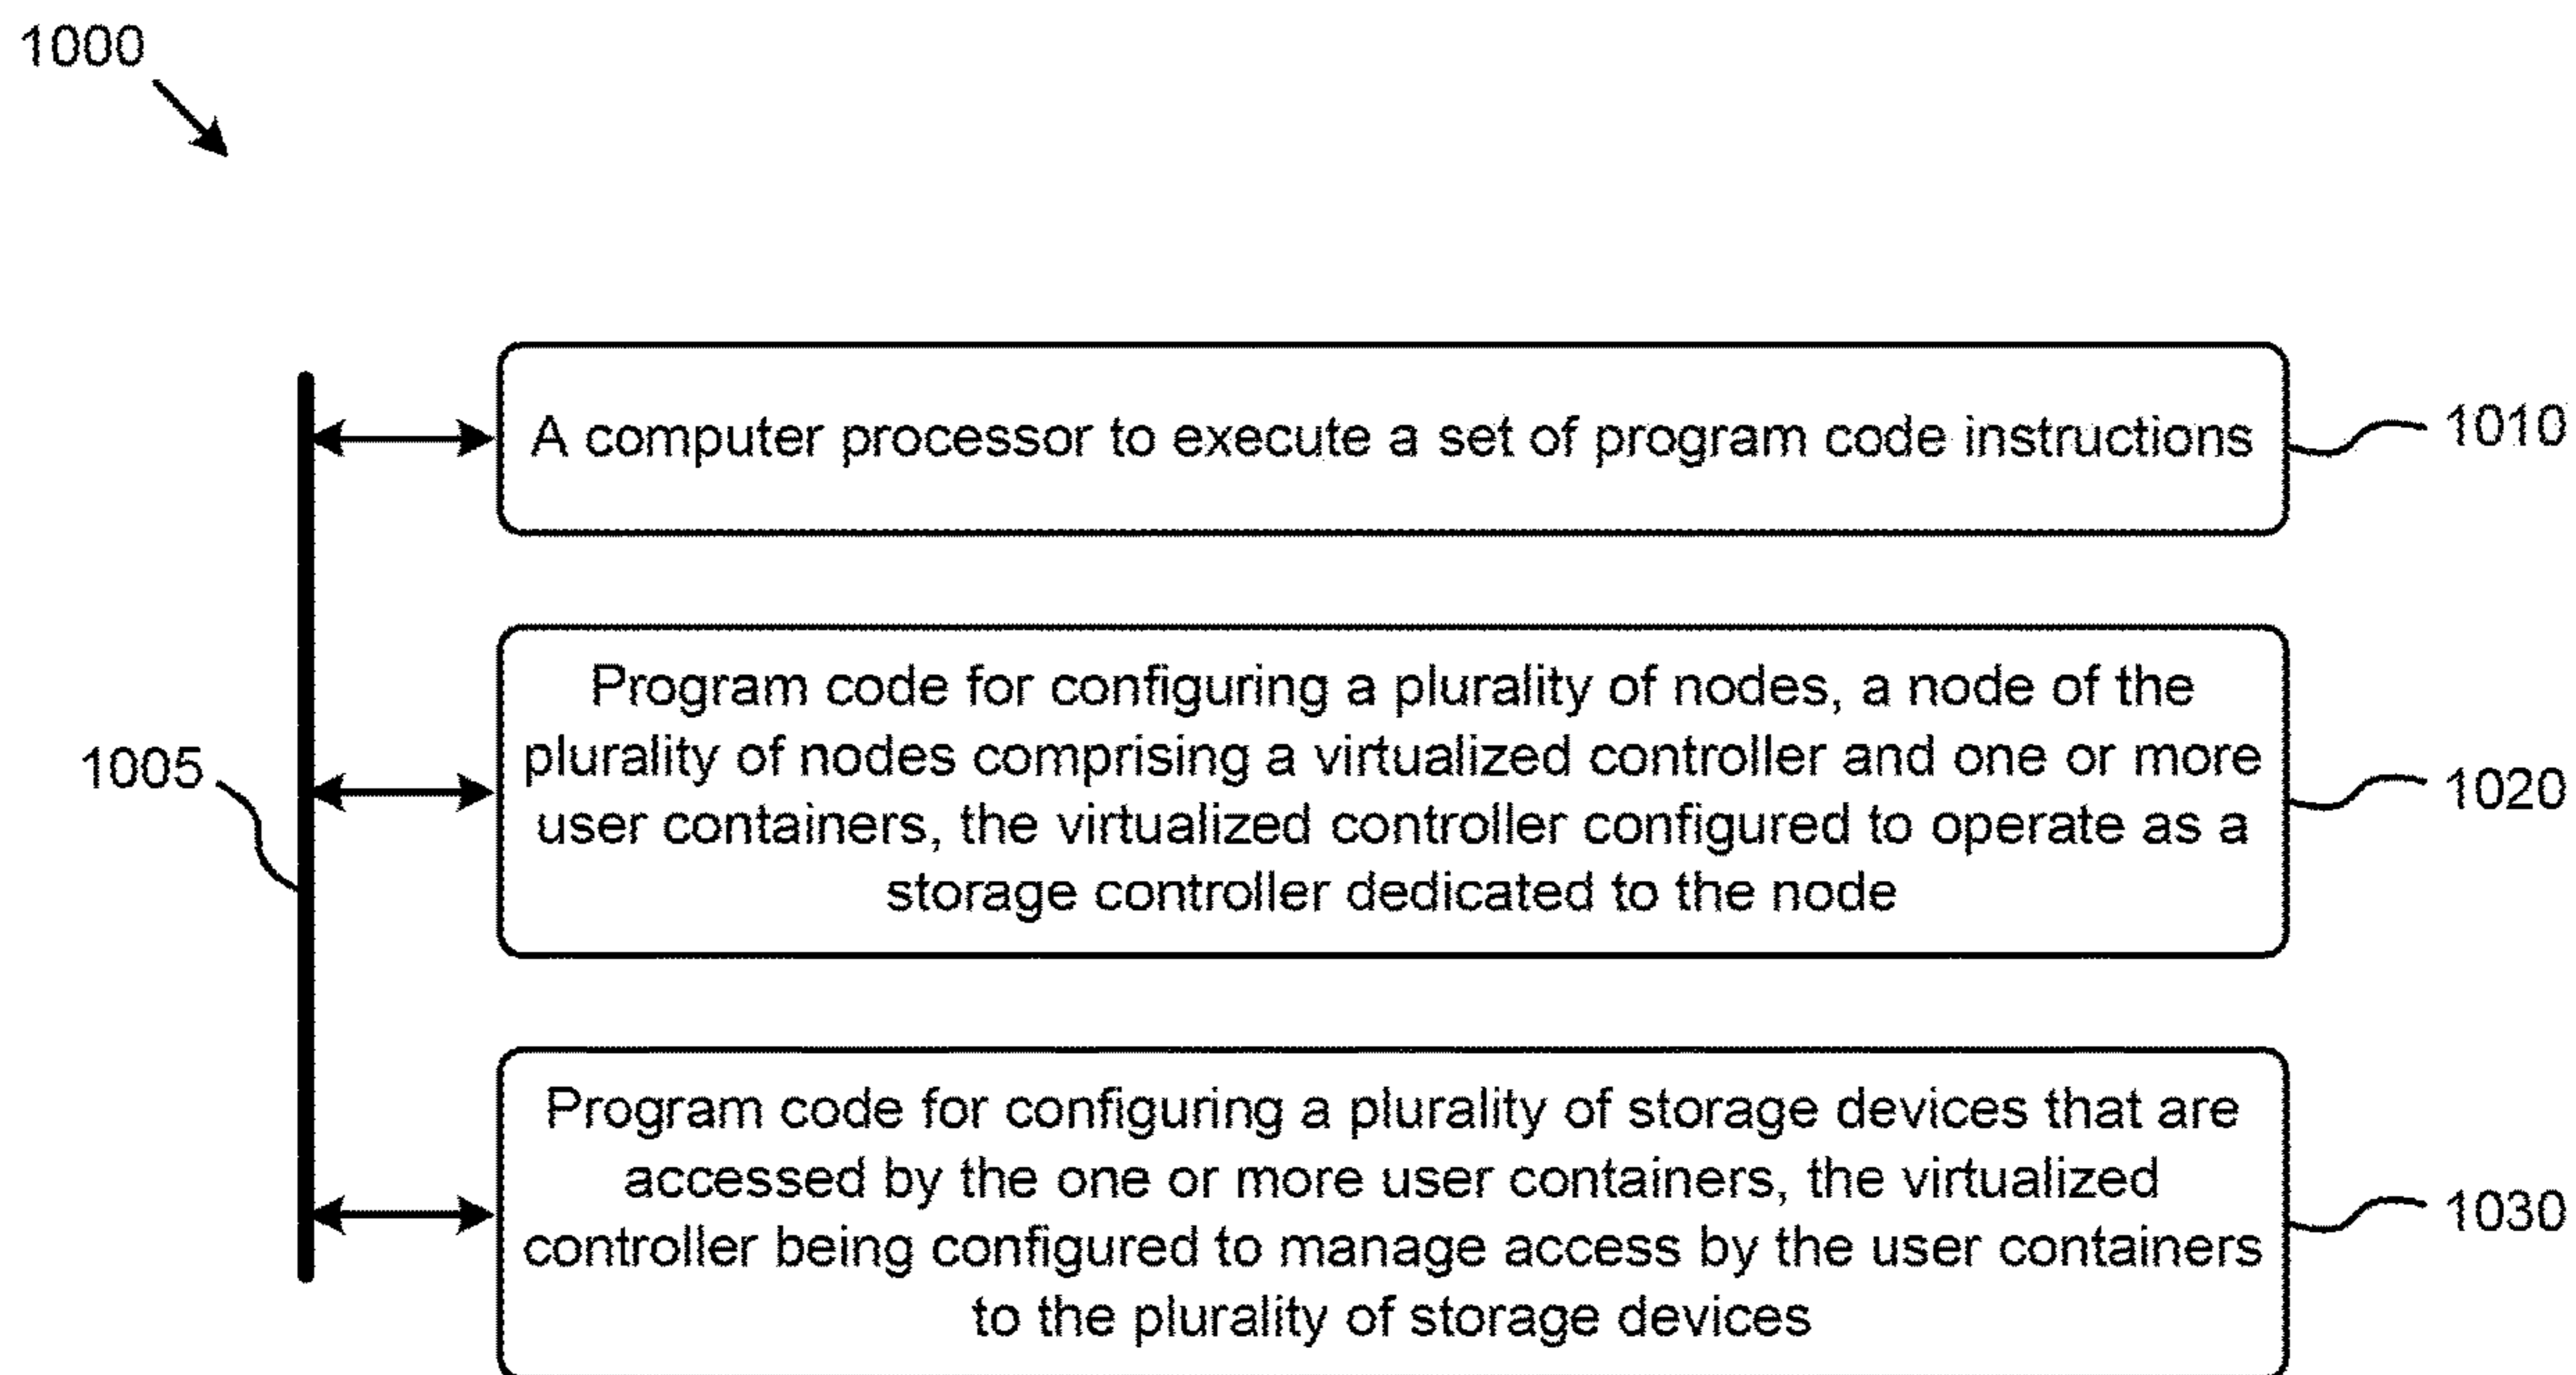 1000
A computer processor to execute a set of program code instructions
1010
Program code for configuring a plurality of nodes, a node of the
plurality of nodes comprising a virtualized controller and one or more
user containers, the virtualized controller configured to operate as a
storage controller dedicated to the node
1005
1020
Program code for configuring a plurality of storage devices that are
accessed by the one or more user containers, the virtualized
controller being configured to manage access by the user containers
to the plurality of storage devices
1030